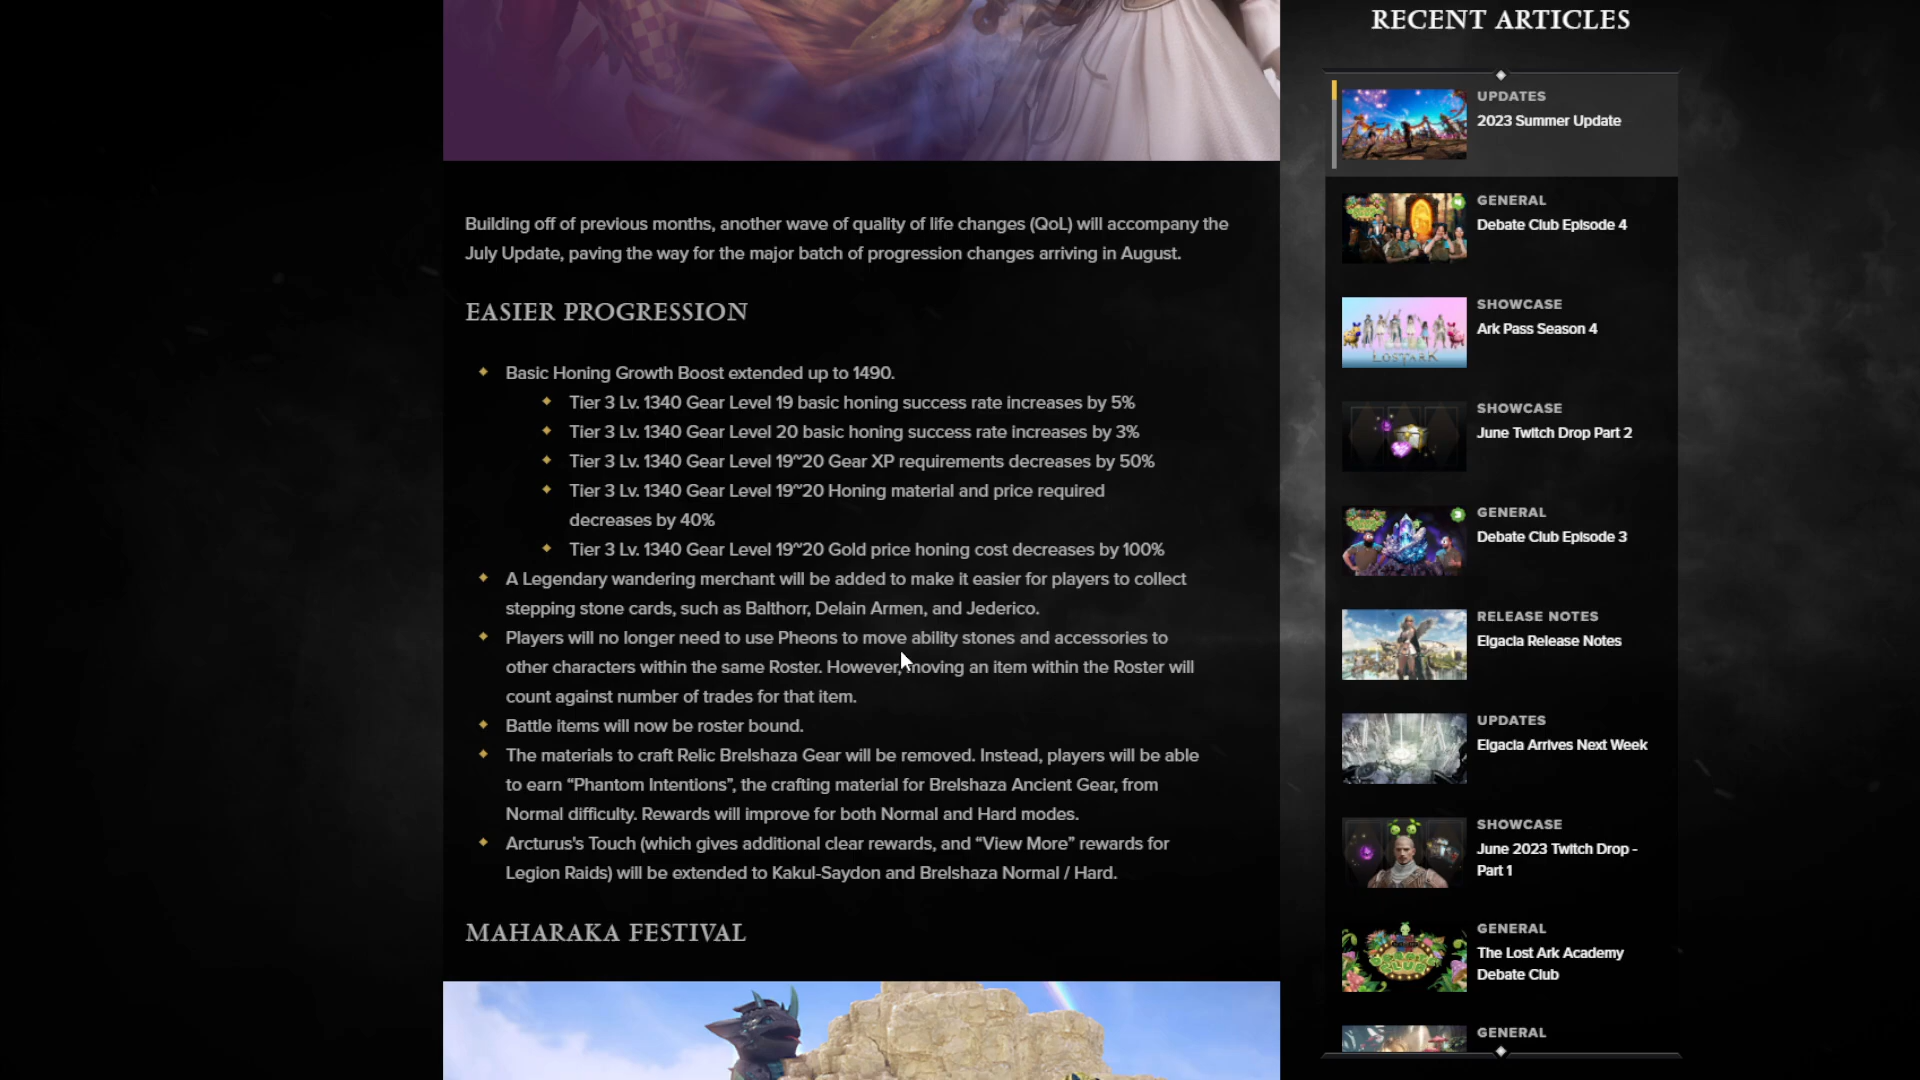 RECENT ARTICLES
Building off of previous months, another wave of quality of life changes (QoL) will accompany the
July Update, paving the way for the major batch of progression changes arriving in August.
EASIER PROGRESSION
Basic Honing Growth Boost extended up to 1490.
Tier 3 Lv. 1340 Gear Level 19 basic honing success rate increases by 5%
Tier 3 Lv. 1340 Gear Level 20 basic honing success rate increases by 3%
Tier 3 Lv. 1340 Gear Level 19~20 Gear XP requirements decreases by 50%
Tier 3 Lv. 1340 Gear Level 19~20 Honing material and price required
decreases by 40%
Tier 3 Lv. 1340 Gear Level 19~20 Gold price honing cost decreases by 100%
A Legendary wandering merchant will be added to make it easier for players to collect
stepping stone cards, such as Balthorr, Delain Armen, and Jederico.
Players will no longer need to use Pheons to move ability stones and accessories to
other characters within the same Roster. However, moving an item within the Roster will
count against number of trades for that item.
Battle items will now be roster bound.
The materials to craft Relic Brelshaza Gear will be removed. Instead, players will be able
to earn “Phantom Intentions”, the crafting material for Brelshaza Ancient Gear, from
Normal difficulty. Rewards will improve for both Normal and Hard modes.
Arcturus's Touch (which gives additional clear rewards, and “View More” rewards for
Legion Raids) will be extended to Kakul-Saydon and Brelshaza Normal / Hard.
MAHARAKA FESTIVAL
UPDATES
2023 Summer Update
GENERAL
Debate Club Episode 4
SHOWCASE
Ark Pass Season 4
LOST ARK
SHOWCASE
June Twitch Drop Part 2
GENERAL
Debate Club Episode 3
RELEASE NOTES
Elgacia Release Notes
UPDATES
Elgacia Arrives Next Week
SHOWCASE
June 2023 Twitch Drop -
Part 1
GENERAL
The Lost Ark Academy
Debate Club
GENERAL